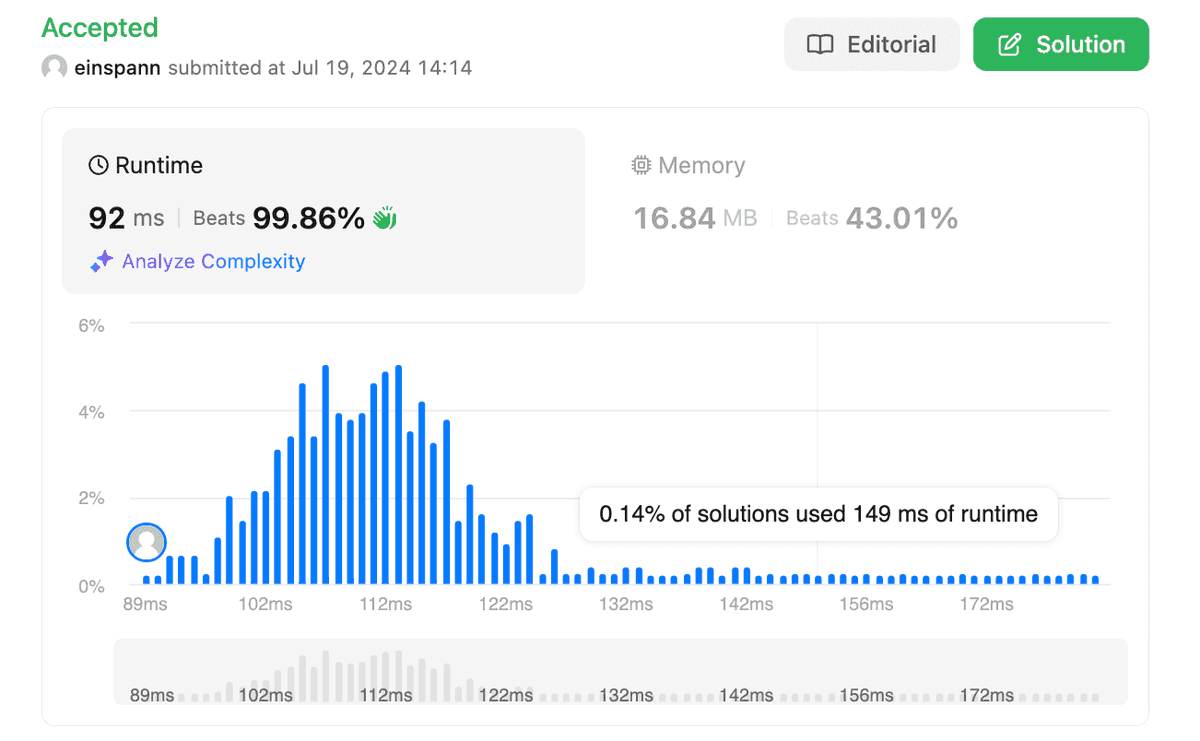 Accepted
einspann submitted at Jul 19, 2024 14:14
Editorial
Solution
Runtime
92 ms Beats 99.86%
Analyze Complexity
Memory
16.84 MB Beats 43.01%
6%
4%
2%
0%
0.14% of solutions used 149 ms of runtime
89ms 102ms 112ms 122ms 132ms 142ms 156ms 172ms
89ms 102ms 112ms 122ms 132ms 142ms 156ms 172ms